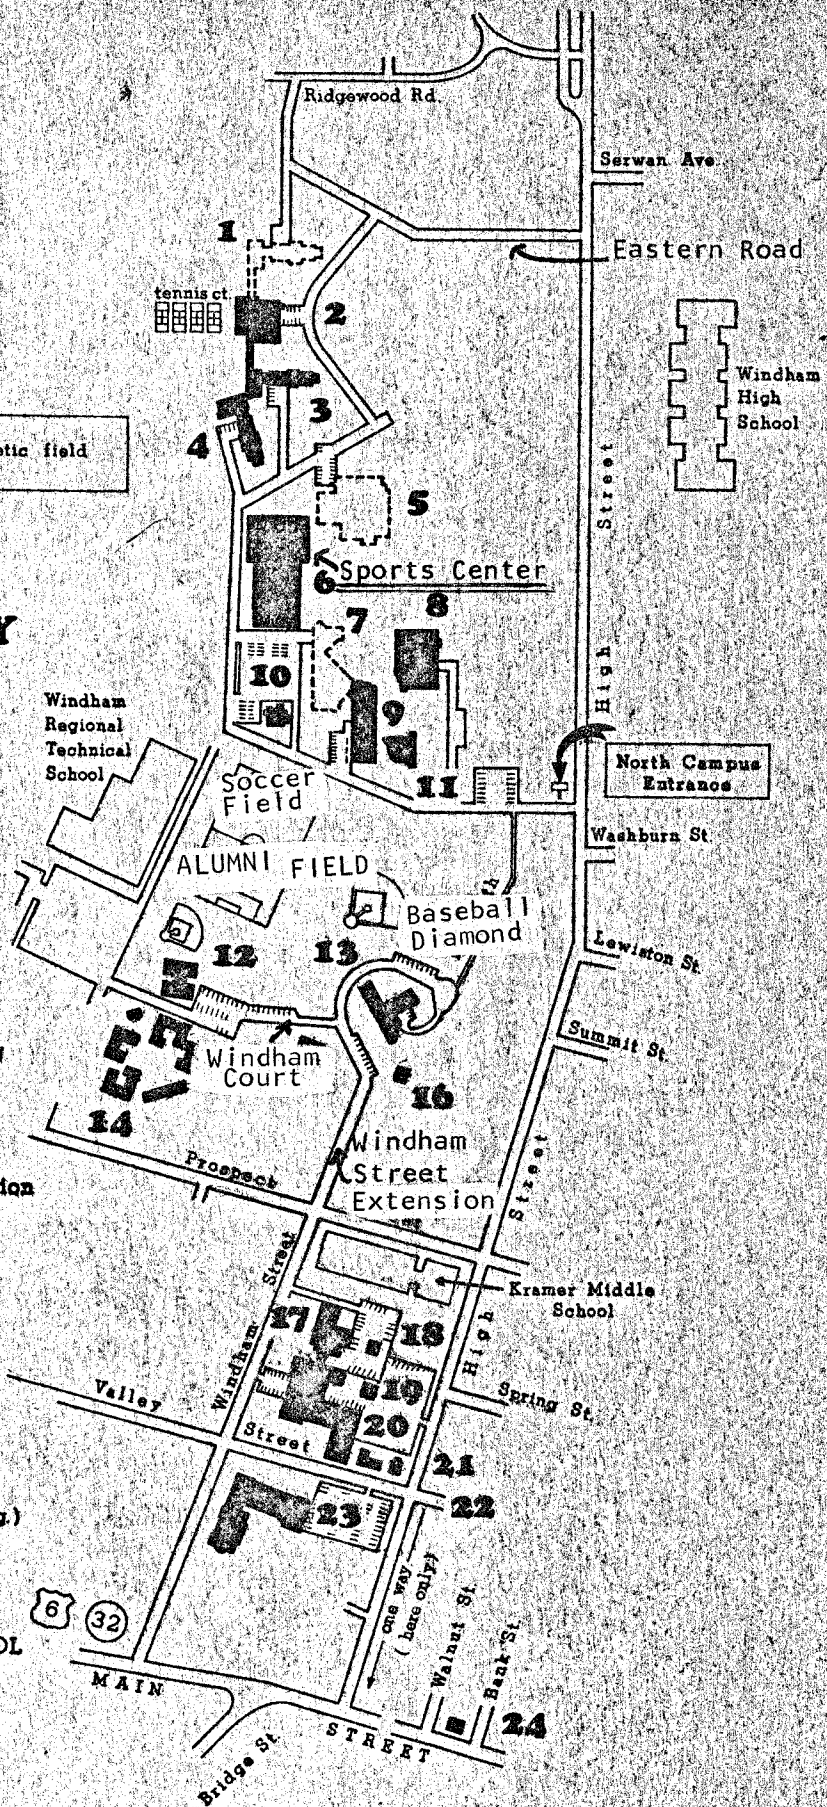 Ridgewood Rd.
Serwan Ave.
1
Eastern Road
tennis ct.
2
Windham
High
School
3
4
etic field
5
Street
Sports Center
6
8
7
Y
High
10
Windham
Regional
Technical
School
9
North Campus
Entrance
Soccer
Field
11
Washburn St.
ALUMNI FIELD
Baseball
Diamond
12
13
Lewiston St.
Summit St.
Windham
Court
16
14
Windham
Street
Extension
Prospect
tion
Street
Street
Kramer Middle
School
17
18
High
Windham
19
Spring St.
Valley
20
Street
21
22
23
g.)
one way
(here only)
6
32
Walnut St.
Bank St.
OL
MAIN
24
STREET
Bridge St.